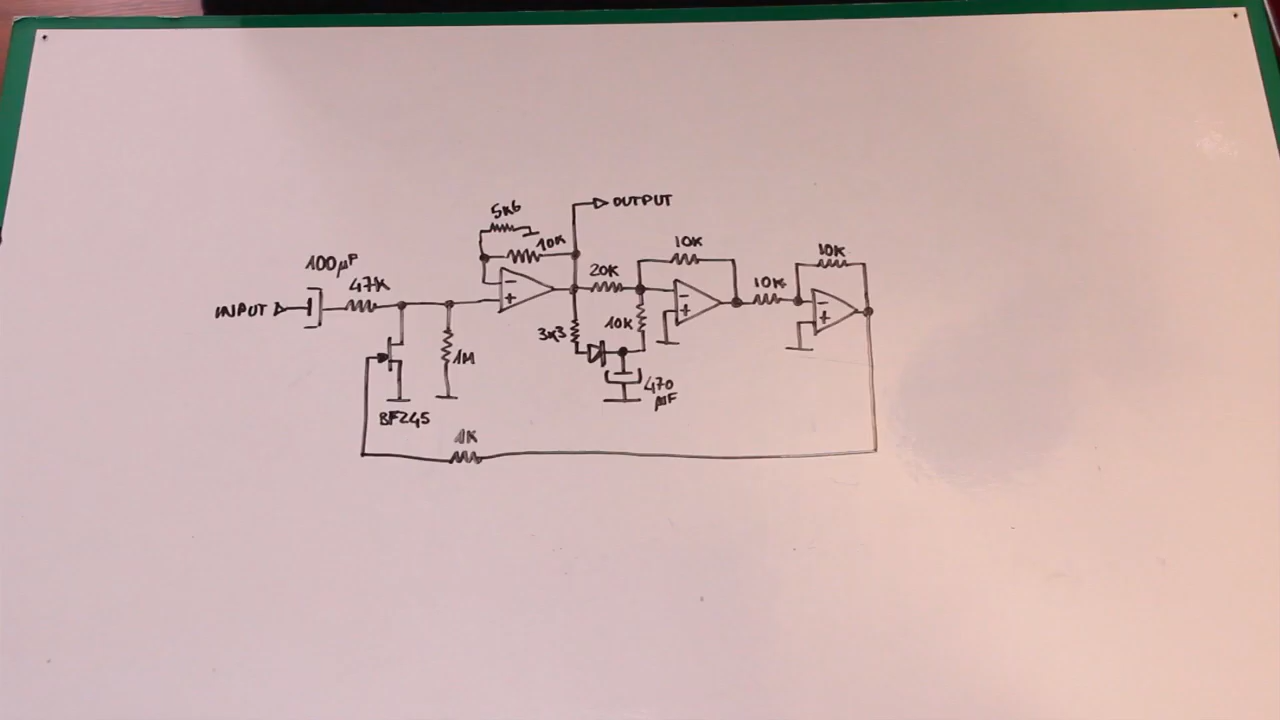 OUTPUT
5K6
10K
100µF
47K
INPUT
20K
10K
10K
10K
3K3
10K
1M
470
µF
BF245
1K
-
+
-
+
-
+